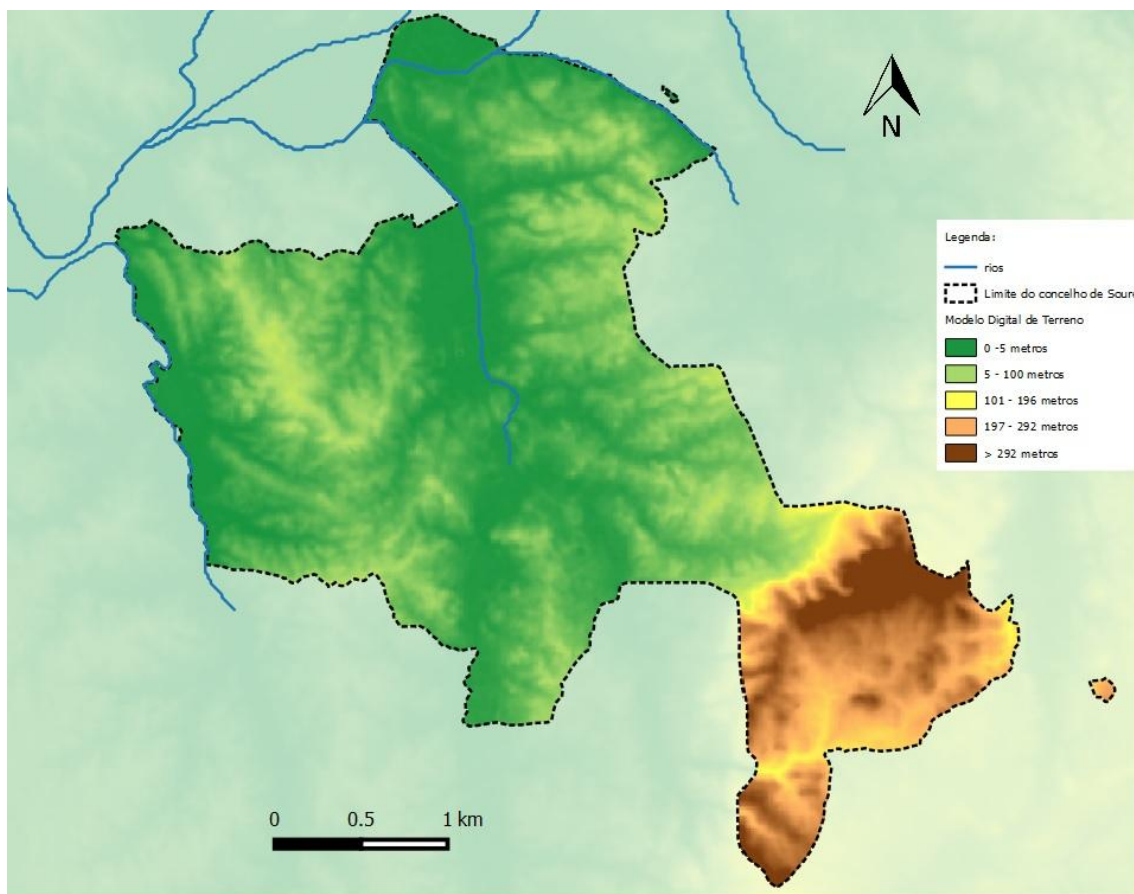 N
Legenda:
rios
Limite do concelho de Soure
Modelo Digital de Terreno
0 -5 metros
5 - 100 metros
101 - 196 metros
197 - 292 metros
> 292 metros
0 0.5 1 km